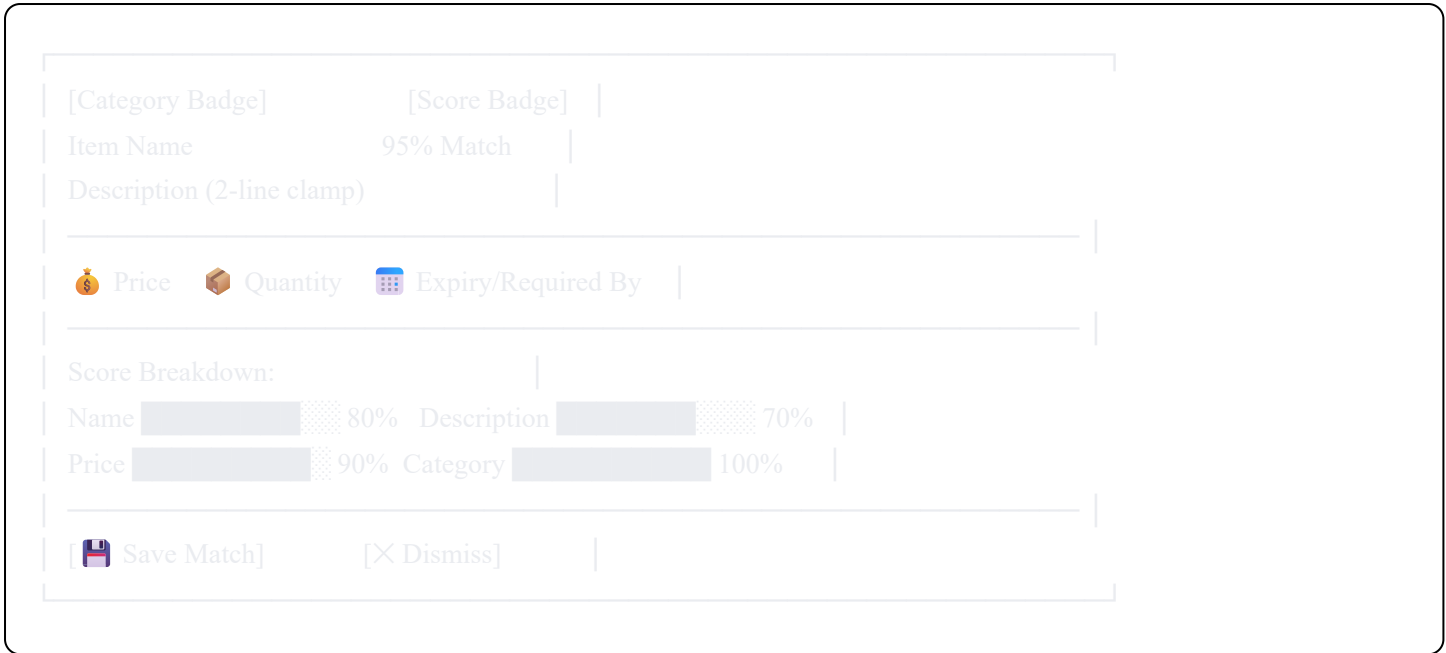 [Category Badge] [Score Badge]
Item Name 95% Match
Description (2-line clamp)
💰 Price 📦 Quantity 📅 Expiry/Required By
Score Breakdown:
Name ████████░░ 80% Description ███████░░░ 70%
Price █████████░ 90% Category ██████████ 100%
[💾 Save Match] [✕ Dismiss]